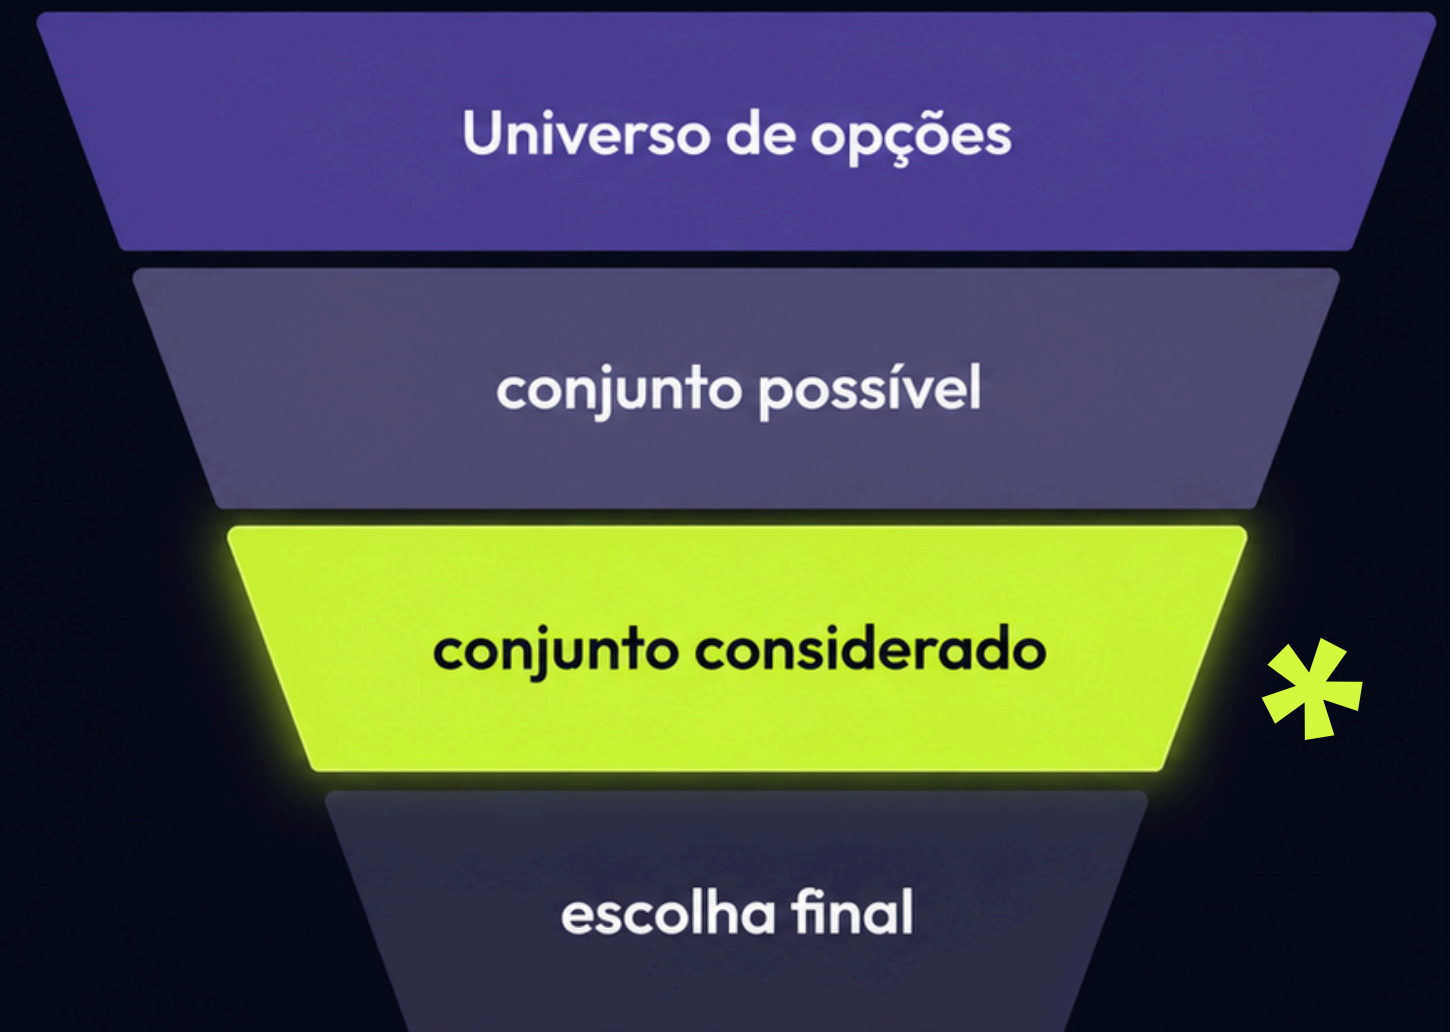 Universo de opções
conjunto possível
conjunto considerado
escolha final